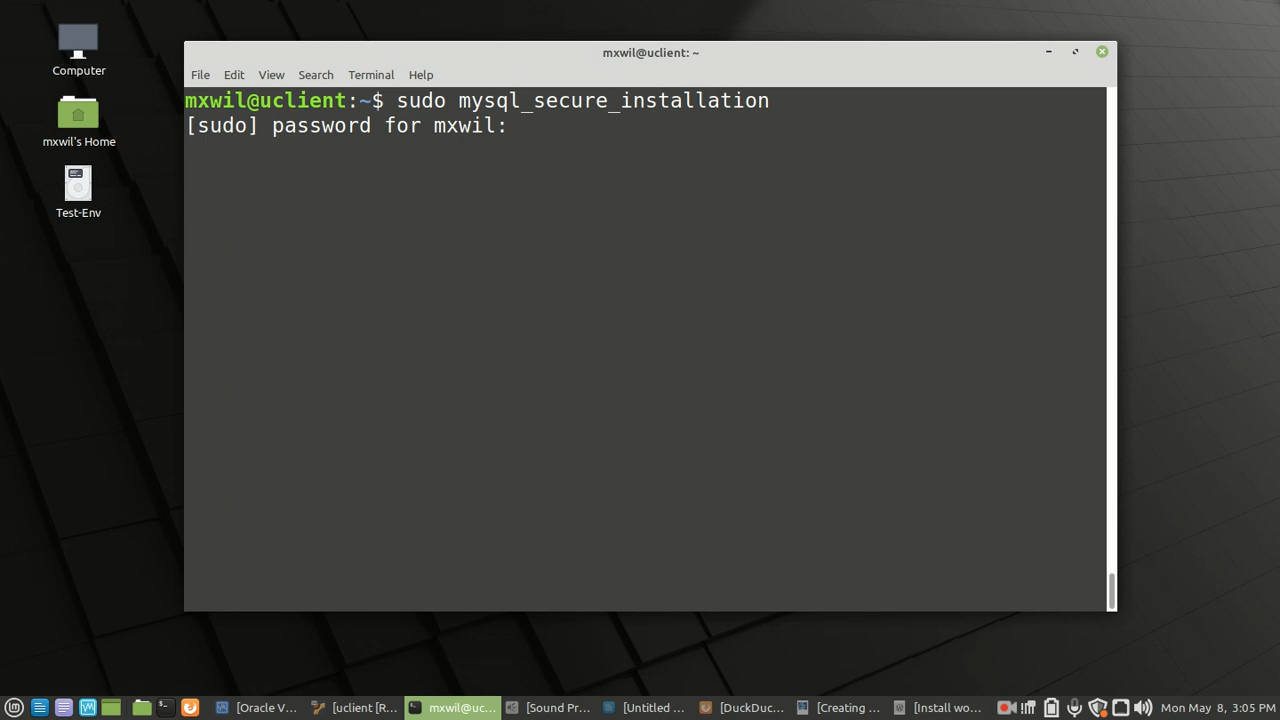 Computer
mxwil's Home
Test-Env
mxwil@uclient: ~
File Edit View Search Terminal Help
mxwil@uclient:~$ sudo mysql_secure_installation
[sudo] password for mxwil:
[Oracle V...
[uclient [R...
mxwil@uc...
[Sound Pr...
[Untitled ...
[DuckDuc...
[Creating ...
[Install wo...
Mon May 8, 3:05 PM